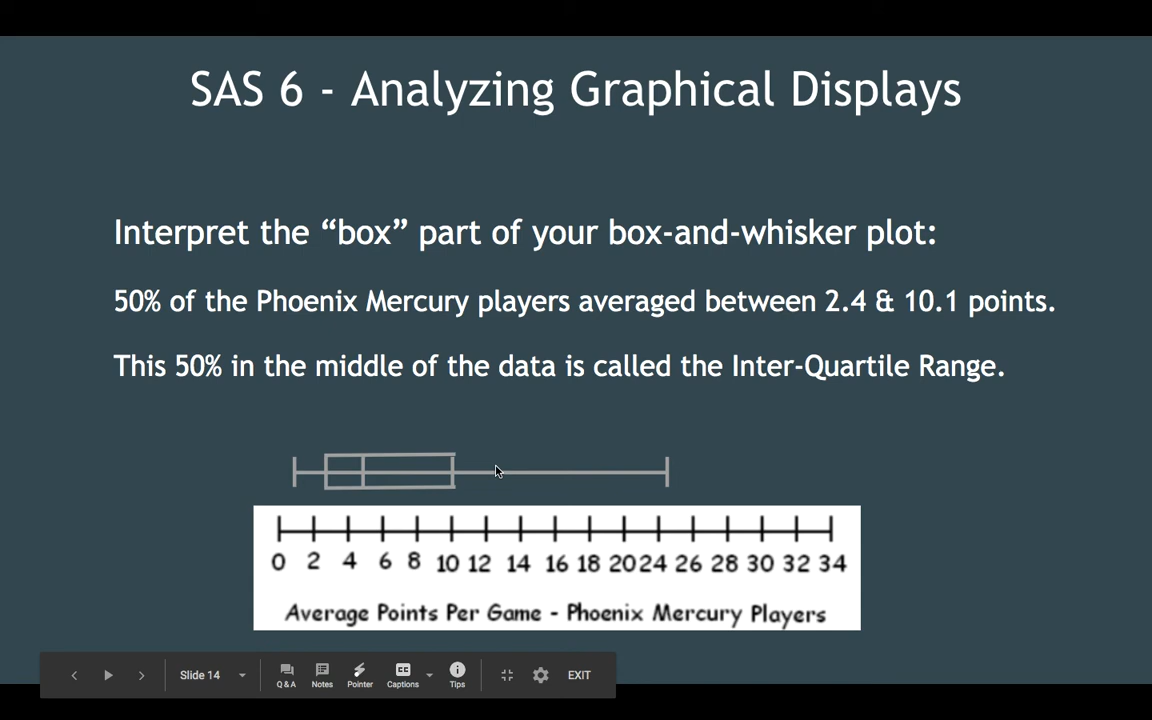 SAS 6 - Analyzing Graphical Displays
Interpret the “box” part of your box-and-whisker plot:
50% of the Phoenix Mercury players averaged between 2.4 & 10.1 points.
This 50% in the middle of the data is called the Inter-Quartile Range.
0 2 4 6 8 10 12 14 16 18 20 24 26 28 30 32 34
Average Points Per Game - Phoenix Mercury Players
Slide 14 Q&A Notes Pointer CC Captions Tips EXIT